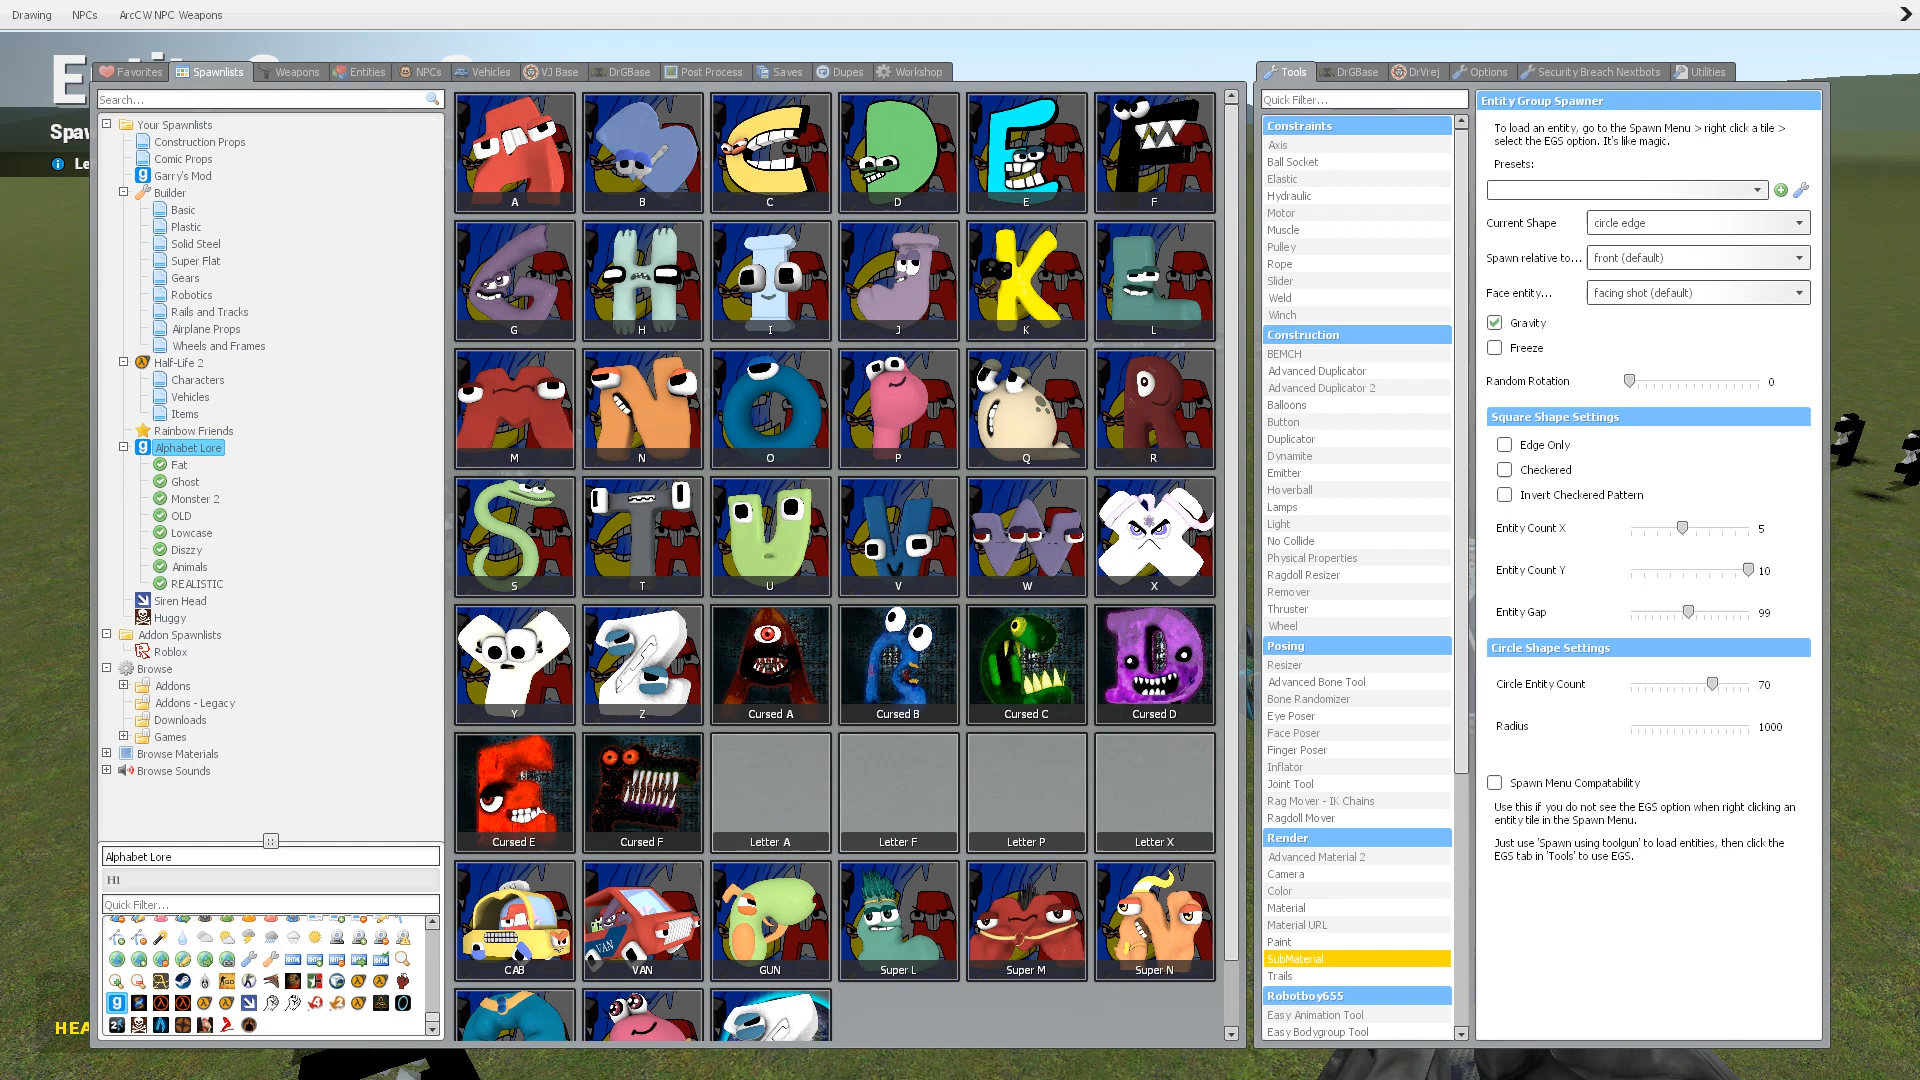 Drawing
NPCs
ArcCW NPC Weapons
Favorites
Spawnlists
Weapons
Entities
NPCs
Vehicles
VJ Base
DrGBase
Post Process
Saves
Dupes
Workshop
Search...
Your Spawnlists
Construction Props
Comic Props
Garry's Mod
Builder
Basic
Plastic
Solid Steel
Super Flat
Gears
Robotics
Rails and Tracks
Airplane Props
Wheels and Frames
Half-Life 2
Characters
Vehicles
Items
Rainbow Friends
Alphabet Lore
Fat
Ghost
Monster 2
OLD
Lowcase
Diszzy
Animals
REALISTIC
Siren Head
Huggy
Addon Spawnlists
Roblox
Browse
Addons
Addons - Legacy
Downloads
Games
Browse Materials
Browse Sounds
Alphabet Lore
H1
Quick Filter...
HEA
A
B
C
D
E
F
G
H
I
J
K
L
M
N
O
P
Q
R
S
T
U
V
W
X
Y
Z
Cursed A
Cursed B
Cursed C
Cursed D
Cursed E
Cursed F
Letter A
Letter F
Letter P
Letter X
CAB
VAN
VAN
GUN
Super L
Super M
Super N
Tools
DrGBase
DrVrej
Options
Security Breach Nextbots
Utilities
Quick Filter...
Constraints
Axis
Ball Socket
Elastic
Hydraulic
Motor
Muscle
Pulley
Rope
Slider
Weld
Winch
Construction
BEMCH
Advanced Duplicator
Advanced Duplicator 2
Balloons
Button
Duplicator
Dynamite
Emitter
Hoverball
Lamps
Light
No Collide
Physical Properties
Ragdoll Resizer
Remover
Thruster
Wheel
Posing
Resizer
Advanced Bone Tool
Bone Randomizer
Eye Poser
Face Poser
Finger Poser
Inflator
Joint Tool
Rag Mover - IK Chains
Ragdoll Mover
Render
Advanced Material 2
Camera
Color
Material
Material URL
Paint
SubMaterial
Trails
Robotboy655
Easy Animation Tool
Easy Bodygroup Tool
Entity Group Spawner
To load an entity, go to the Spawn Menu > right click a tile >
select the EGS option. It's like magic.
Presets:
Current Shape
circle edge
Spawn relative to...
front (default)
Face entity...
facing shot (default)
Gravity
Freeze
Random Rotation
0
Square Shape Settings
Edge Only
Checkered
Invert Checkered Pattern
Entity Count X
5
Entity Count Y
10
Entity Gap
99
Circle Shape Settings
Circle Entity Count
70
Radius
1000
Spawn Menu Compatability
Use this if you do not see the EGS option when right clicking an
entity tile in the Spawn Menu.
Just use 'Spawn using toolgun' to load entities, then click the
EGS tab in 'Tools' to use EGS.